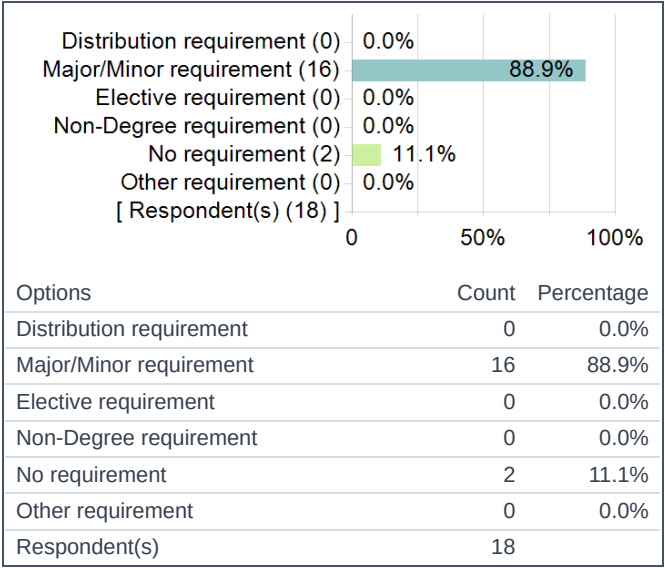 Distribution requirement (0) 0.0%
Major/Minor requirement (16) 88.9%
Elective requirement (0) 0.0%
Non-Degree requirement (0) 0.0%
No requirement (2) 11.1%
Other requirement (0) 0.0%
[ Respondent(s) (18) ]
0 50% 100%
Options Count Percentage
Distribution requirement 0 0.0%
Major/Minor requirement 16 88.9%
Elective requirement 0 0.0%
Non-Degree requirement 0 0.0%
No requirement 2 11.1%
Other requirement 0 0.0%
Respondent(s) 18